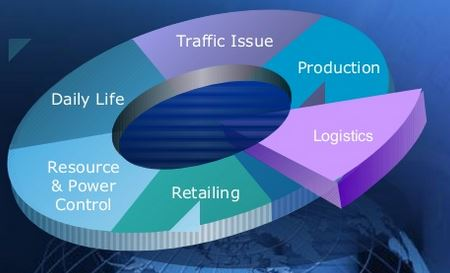 Traffic Issue
Production
Daily Life
Logistics
Resource
& Power
Control
Retailing